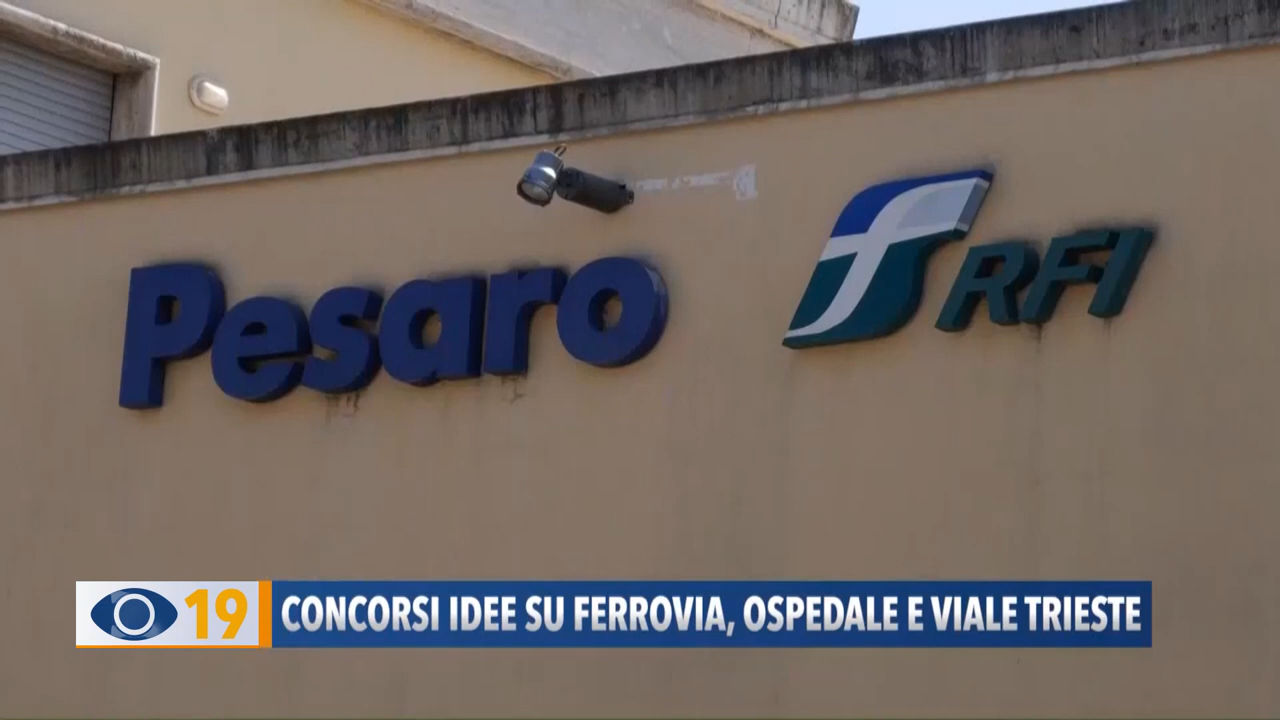 Pesaro
RFI
19 CONCORSI IDEE SU FERROVIA, OSPEDALE E VIALE TRIESTE